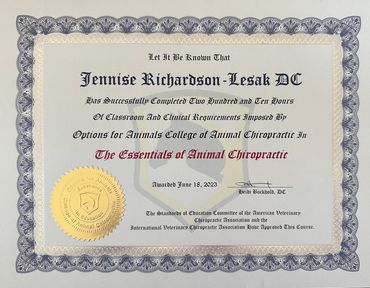 Let It Be Known That
Jennise Richardson-Lesak DC
Has Successfully Completed Two Hundred and Ten Hours
Of Classroom And Clinical Requirements Imposed By
Options for Animals College of Animal Chiropractic In
The Essentials of Animal Chiropractic
Awarded June 18, 2023
Heidi Bockhold, DC
The Standards of Education Committee of the American Veterinary
Chiropractic Association and the
International Veterinary Chiropractic Association Have Approved This Course.